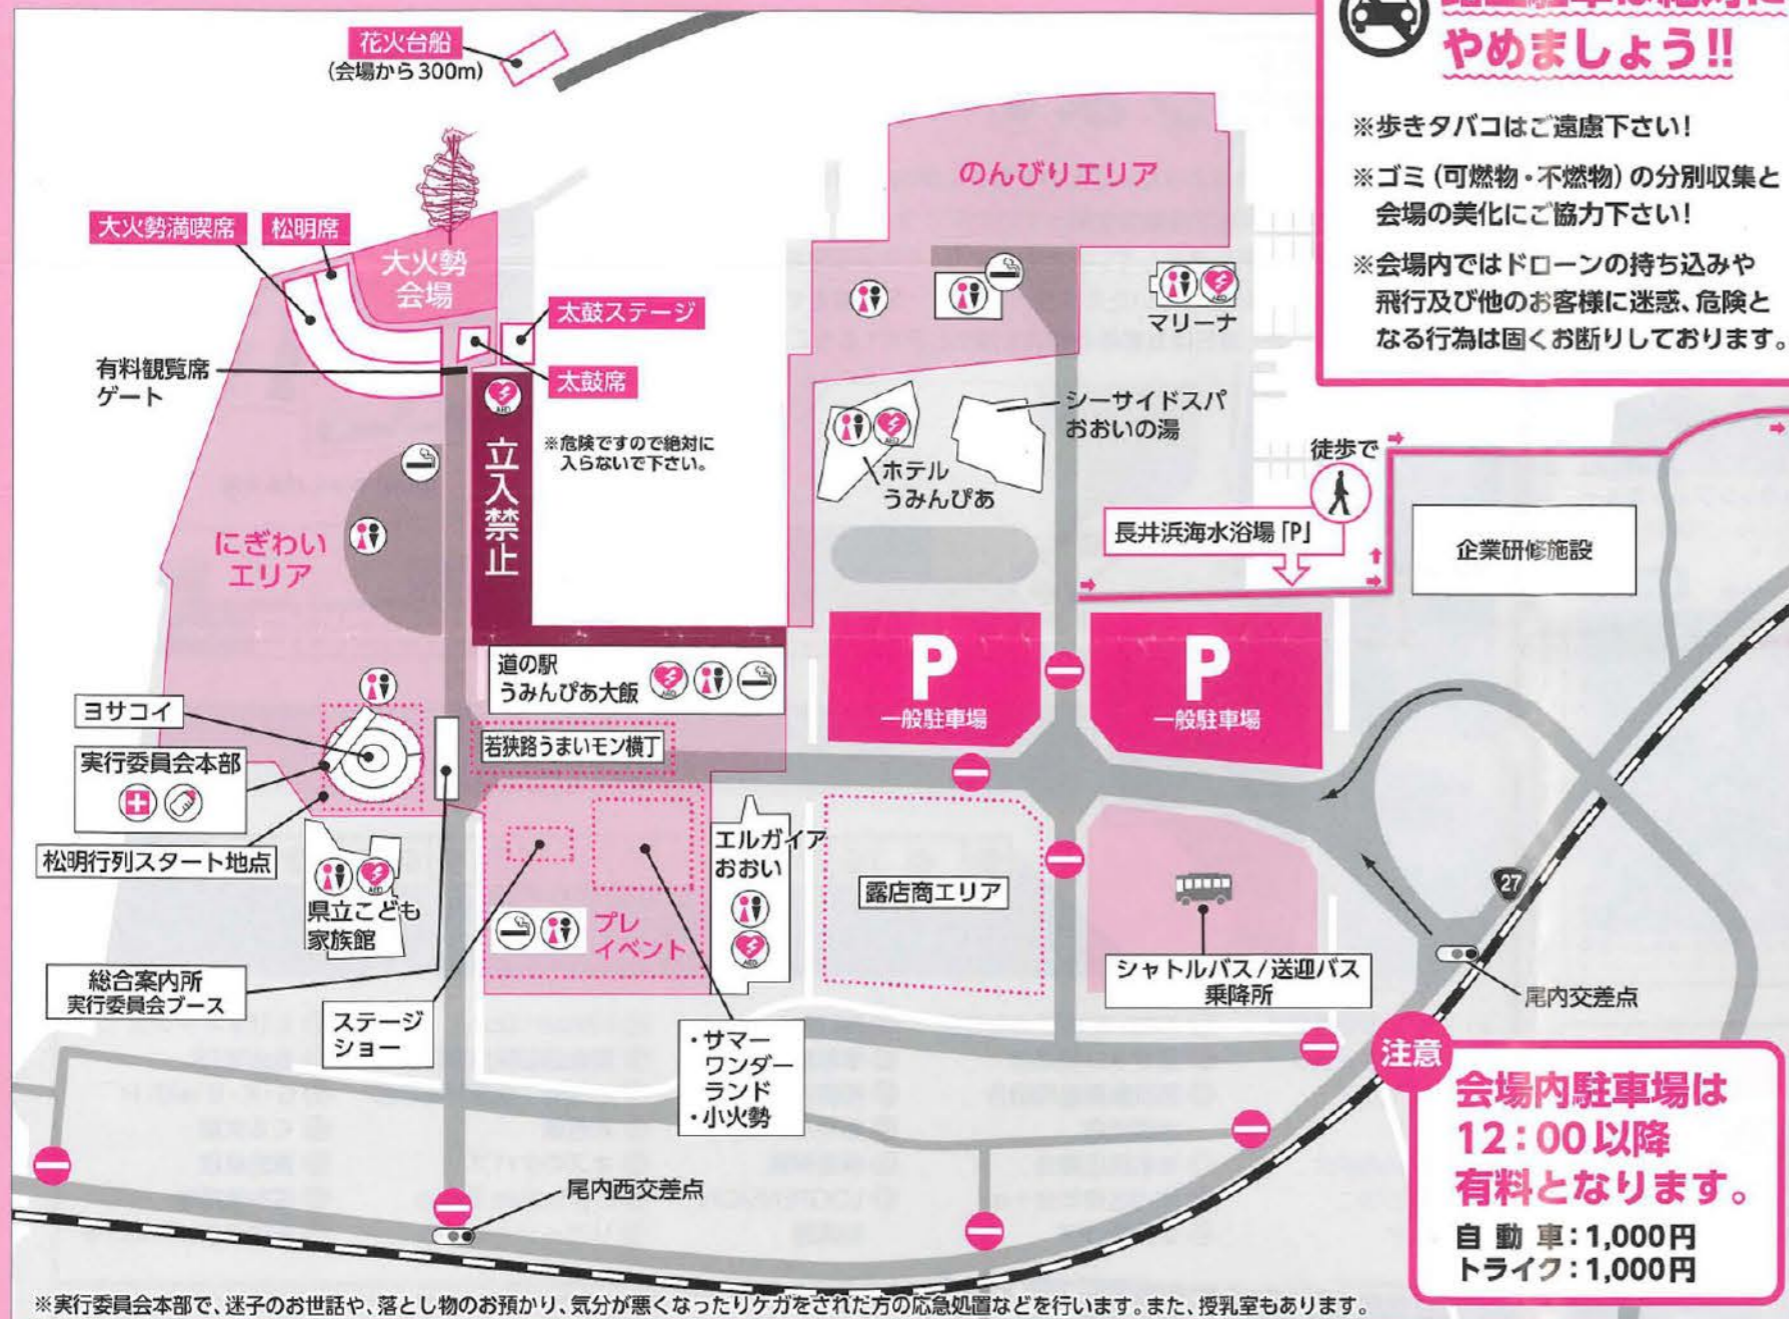 花火台船
(会場から300m)
やめましょう!!
※歩きタバコはご遠慮下さい!
※ゴミ(可燃物・不燃物)の分別収集と
会場の美化にご協力下さい!
※会場内ではドローンの持ち込みや
飛行及び他のお客様に迷惑、危険と
なる行為は固くお断りしております。
のんびりエリア
大火勢満喫席
松明席
大火勢
会場
太鼓ステージ
太鼓席
有料観覧席
ゲート
AED
立入禁止
※危険ですので絶対に
入らないで下さい。
マリーナ
シーサイドスパ
おおいの湯
ホテル
うみんぴあ
徒歩で
長井浜海水浴場「P」
企業研修施設
にぎわい
エリア
道の駅
うみんぴあ大飯
P
一般駐車場
P
一般駐車場
ヨサコイ
若狭路うまいモン横丁
実行委員会本部
松明行列スタート地点
エルガイア
おおい
露店商エリア
27
県立こども
家族館
プレ
イベント
総合案内所
実行委員会ブース
シャトルバス/送迎バス
乗降所
尾内交差点
ステージ
ショー
・サマー
ワンダー
ランド
・小火勢
注意
会場内駐車場は
12:00以降
有料となります。
自動車:1,000円
トライク:1,000円
尾内西交差点
※実行委員会本部で、迷子のお世話や、落とし物のお預かり、気分が悪くなったりケガをされた方の応急処置などを行います。また、授乳室もあります。